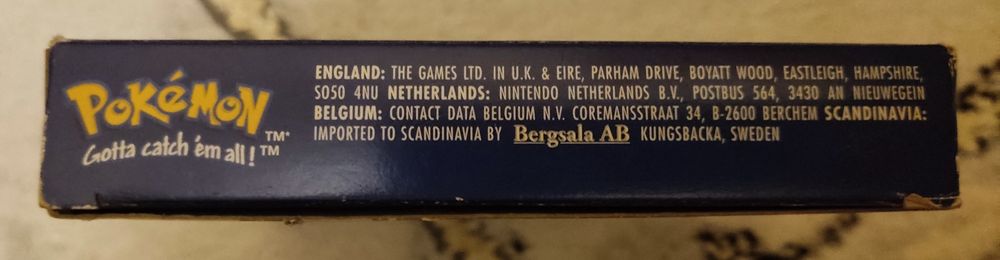 POKéMON
TM*
Gotta catch 'em all! TM
ENGLAND: THE GAMES LTD. IN U.K. & EIRE, PARHAM DRIVE, BOYATT WOOD, EASTLEIGH, HAMPSHIRE,
SO50 4NU NETHERLANDS: NINTENDO NETHERLANDS B.V., POSTBUS 564, 3430 AN NIEUWEGEIN
BELGIUM: CONTACT DATA BELGIUM N.V. COREMANSSTRAAT 34, B-2600 BERCHEM SCANDINAVIA:
IMPORTED TO SCANDINAVIA BY Bergsala AB KUNGSBACKA, SWEDEN